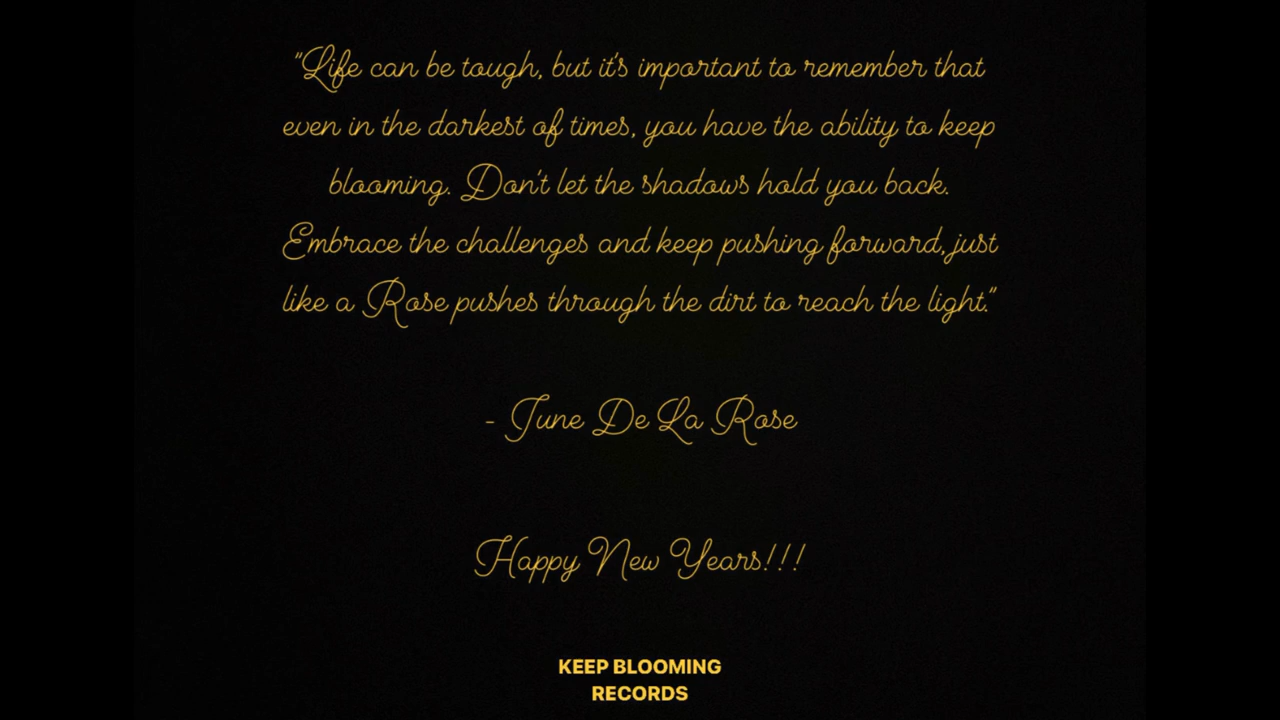 "Life can be tough, but it's important to remember that
even in the darkest of times, you have the ability to keep
blooming. Don't let the shadows hold you back.
Embrace the challenges and keep pushing forward, just
like a Rose pushes through the dirt to reach the light."
- June De La Rose
Happy New Years!!!
KEEP BLOOMING
RECORDS